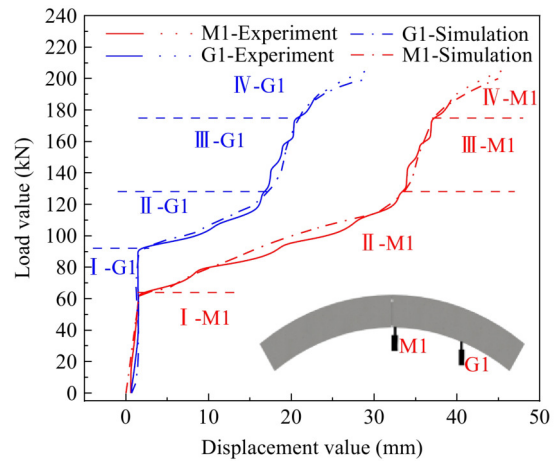 M1-Experiment G1-Simulation
G1-Experiment M1-Simulation
220
200
180
160
140
120
100
80
60
40
20
0
Load value (kN)
Ⅳ-G1
Ⅳ-M1
Ⅲ-G1
Ⅲ-M1
Ⅱ-G1
Ⅱ-M1
Ⅰ-G1
Ⅰ-M1
M1
G1
0 10 20 30 40 50
Displacement value (mm)